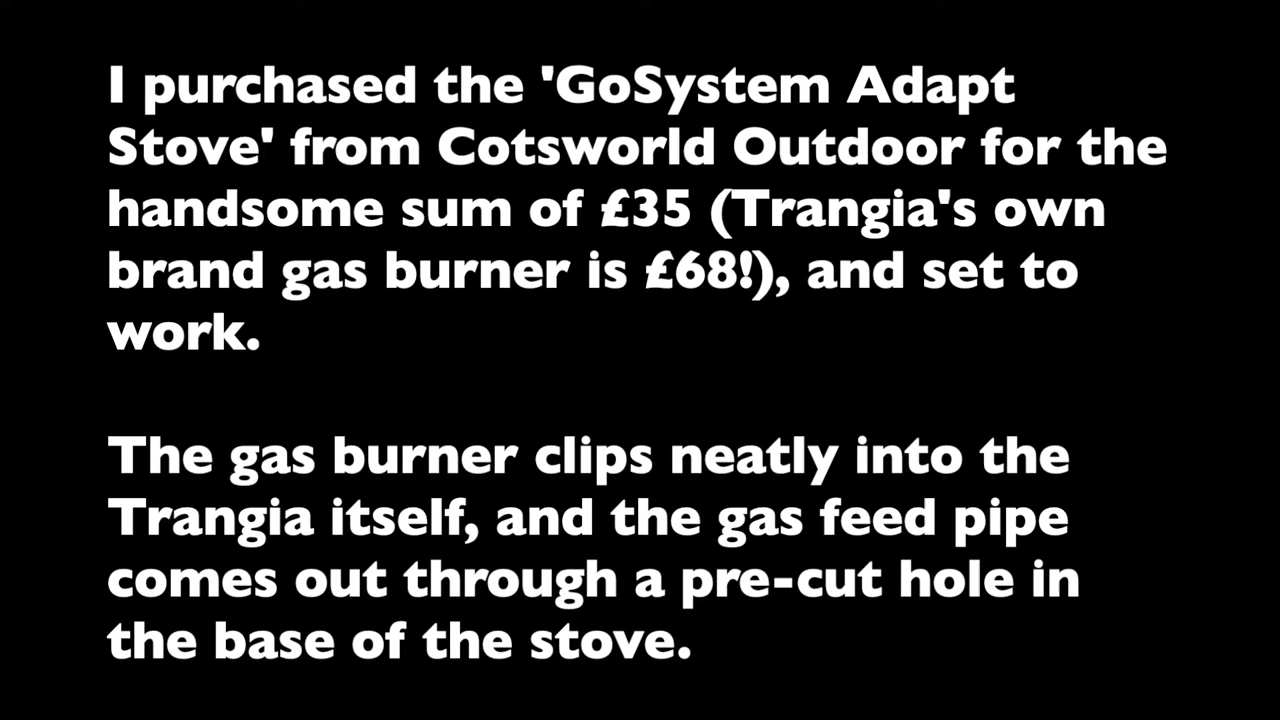 I purchased the 'GoSystem Adapt
Stove' from Cotsworld Outdoor for the
handsome sum of £35 (Trangia's own
brand gas burner is £68!), and set to
work.
The gas burner clips neatly into the
Trangia itself, and the gas feed pipe
comes out through a pre-cut hole in
the base of the stove.